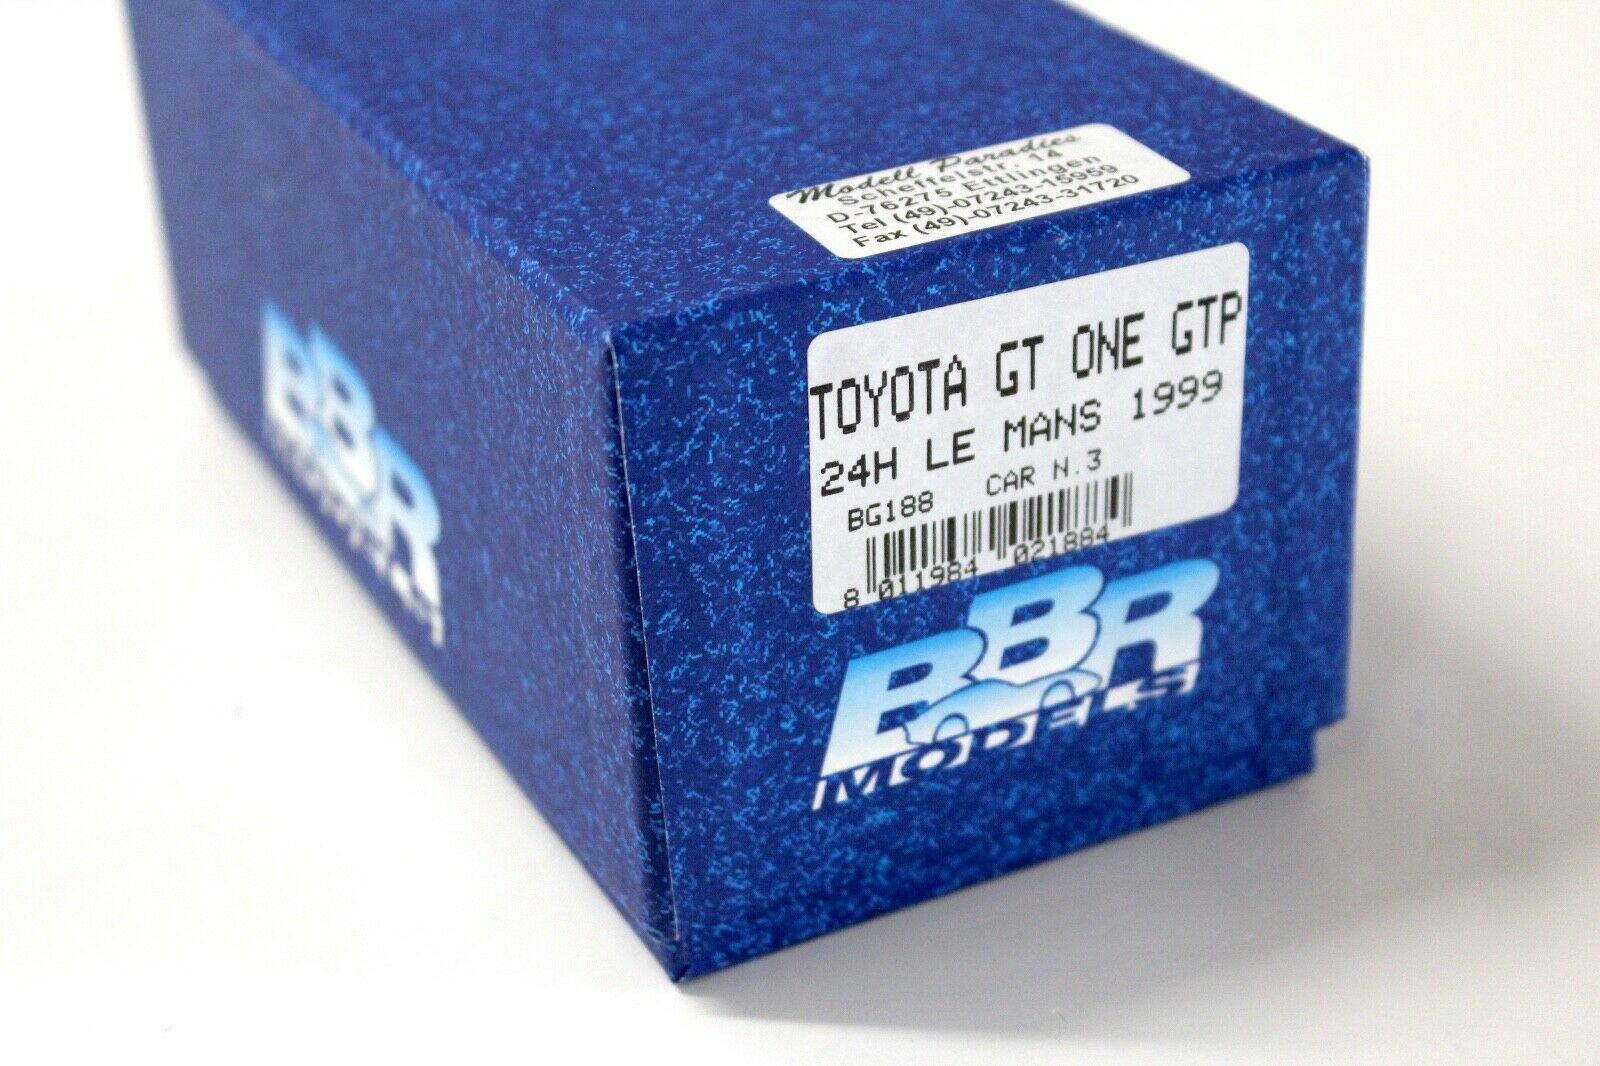 Modell Paradies
Scheffelstr. 14
D-76275 Ettlingen
Tel (49)-07243-15959
Fax (49)-07243-31720
TOYOTA GT ONE GTP
24H LE MANS 1999
BG188 CAR N.3
8 011984 021884
BBR
MODELS
BBR
MODELS